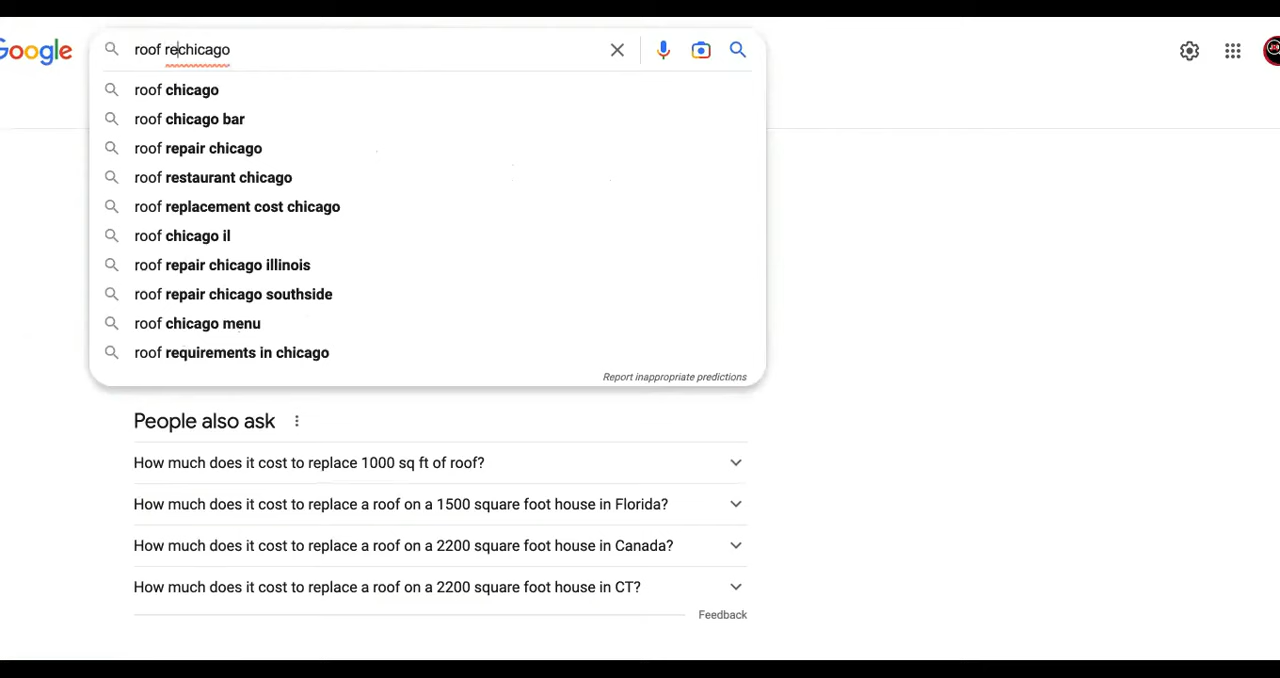 Google
roof rechicago
roof chicago
roof chicago bar
roof repair chicago
roof restaurant chicago
roof replacement cost chicago
roof chicago il
roof repair chicago illinois
roof repair chicago southside
roof chicago menu
roof requirements in chicago
Report inappropriate predictions
People also ask
How much does it cost to replace 1000 sq ft of roof?
How much does it cost to replace a roof on a 1500 square foot house in Florida?
How much does it cost to replace a roof on a 2200 square foot house in Canada?
How much does it cost to replace a roof on a 2200 square foot house in CT?
Feedback